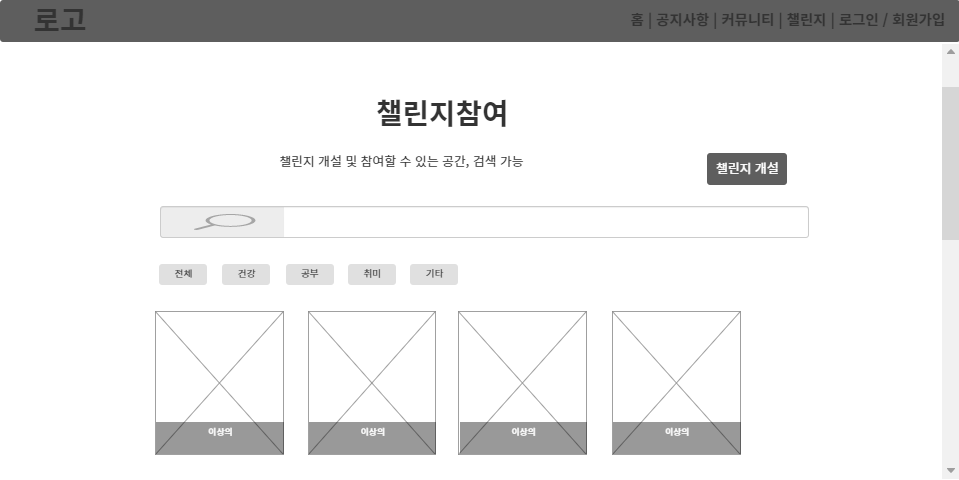 로고
홈 | 공지사항 | 커뮤니티 | 챌린지 | 로그인 / 회원가입
챌린지참여
챌린지 개설 및 참여할 수 있는 공간, 검색 가능
챌린지 개설
전체 건강 공부 취미 기타
이상의 이상의 이상의 이상의